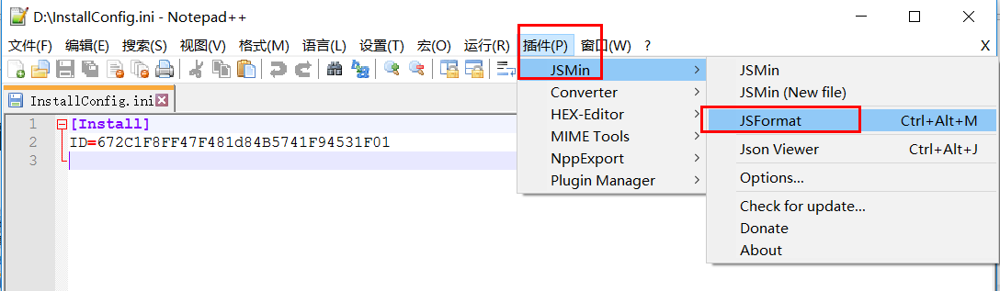 D:\InstallConfig.ini - Notepad++
文件(F) 编辑(E) 搜索(S) 视图(V) 格式(M) 语言(L) 设置(T) 宏(O) 运行(R) 插件(P) 窗口(W) ? X
InstallConfig.ini
1 [Install]
2 ID=672C1F8FF47F481d84B5741F94531F01
3
JSMin
Converter
HEX-Editor
MIME Tools
NppExport
Plugin Manager
JSMin
JSMin (New file)
JSFormat Ctrl+Alt+M
Json Viewer Ctrl+Alt+J
Options...
Check for update...
Donate
About